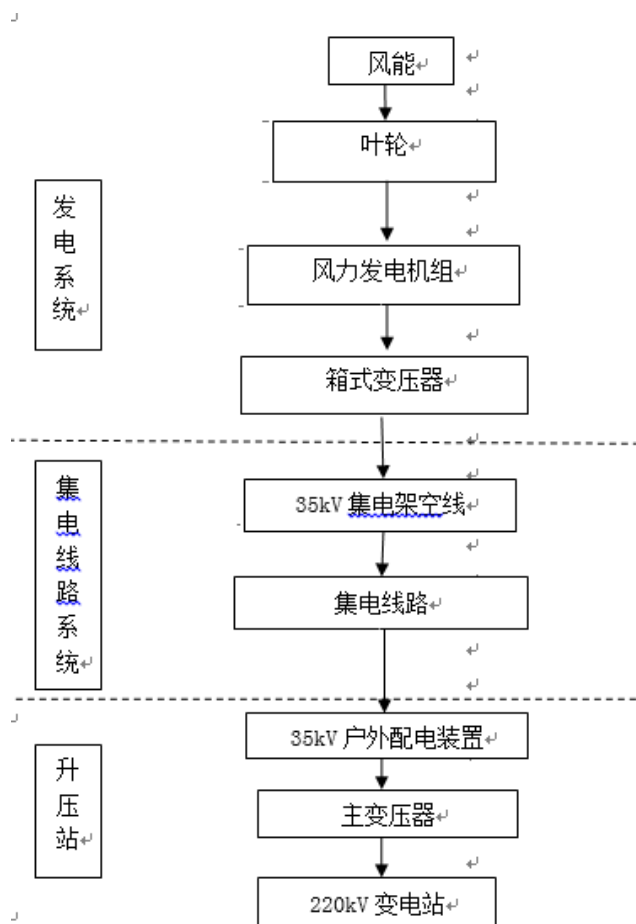 风能
叶轮
发电系统
风力发电机组
箱式变压器
集电线路系统
35kV 集电架空线
集电线路
35kV 户外配电装置
升压站
主变压器
220kV 变电站